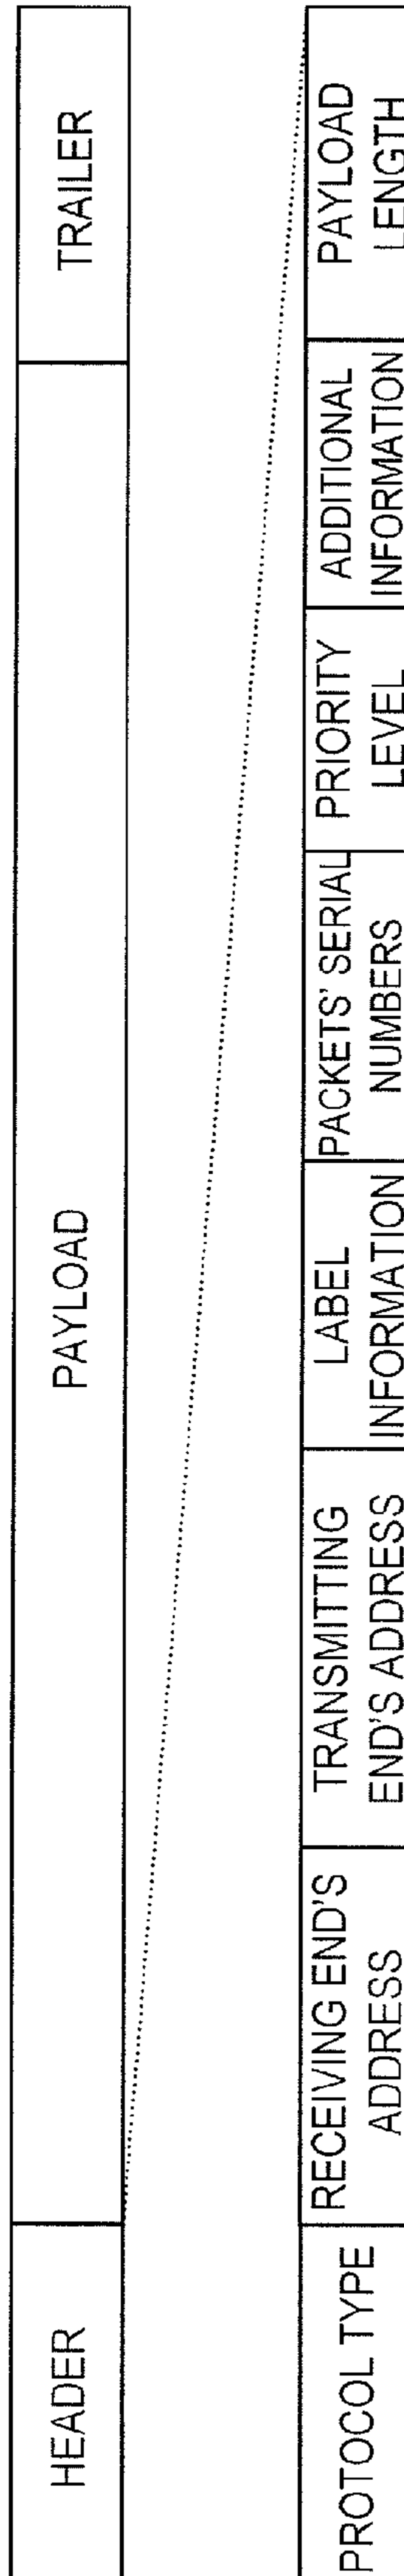 HEADER
PAYLOAD
TRAILER
PROTOCOL TYPE
RECEIVING END'S
ADDRESS
TRANSMITTING
END'S ADDRESS
LABEL
INFORMATION
PACKETS' SERIAL
NUMBERS
PRIORITY
LEVEL
ADDITIONAL
INFORMATION
PAYLOAD
LENGTH